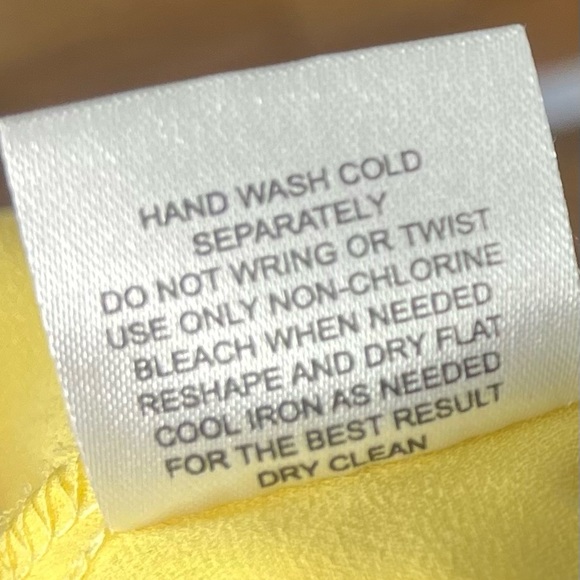 HAND WASH COLD
SEPARATELY
DO NOT WRING OR TWIST
USE ONLY NON-CHLORINE
BLEACH WHEN NEEDED
RESHAPE AND DRY FLAT
COOL IRON AS NEEDED
FOR THE BEST RESULT
DRY CLEAN